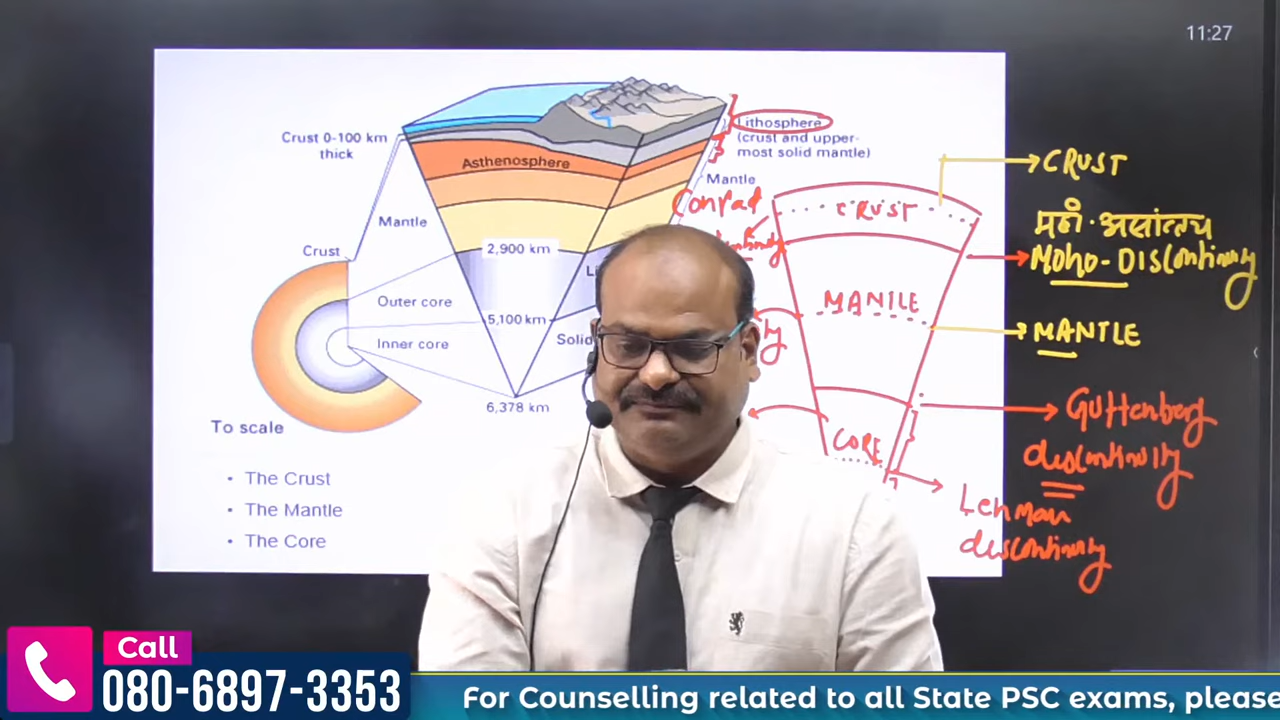 11:27
Crust 0-100 km
thick
Asthenosphere
Lithosphere
(crust and upper-
most solid mantle)
Mantle
Mantle
Crust
2,900 km
Outer core
5,100 km
Inner core
Solid
6,378 km
To scale
• The Crust
• The Mantle
• The Core
Conrad
CRUST
MANTLE
CORE
CRUST
असांतत्य
Moho-Discontinuity
MANTLE
Guttenberg
discontinuity
Lehman
discontinuity
Call
080-6897-3353
For Counselling related to all State PSC exams, please